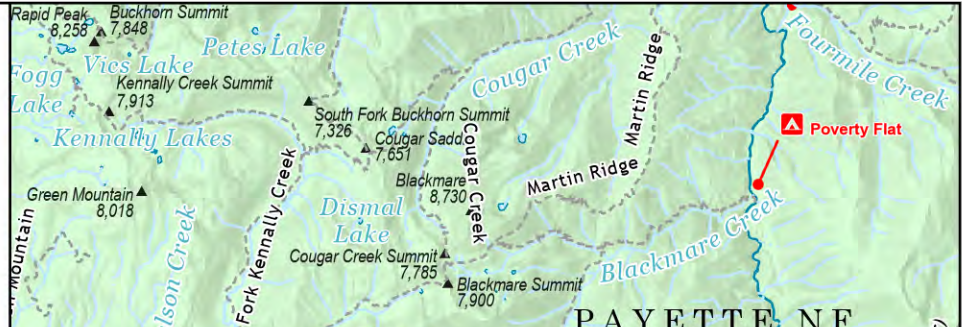 Rapid Peak
8,258
Buckhorn Summit
7,848
Petes Lake
Vics Lake
Fogg
Lake
Kennally Creek Summit
7,913
Kennally Lakes
South Fork Buckhorn Summit
7,326
Cougar Sadd
7,651
Cougar Creek
Martin Ridge
Fourmile Creek
Poverty Flat
Green Mountain
8,018
Blackmare
8,730
Cougar Creek
Martin Ridge
Dismal
Lake
Fork Kennally Creek
lson Creek
Mountain
Cougar Creek Summit
7,785
Blackmare Summit
7,900
Blackmare Creek
PAYETTE NF